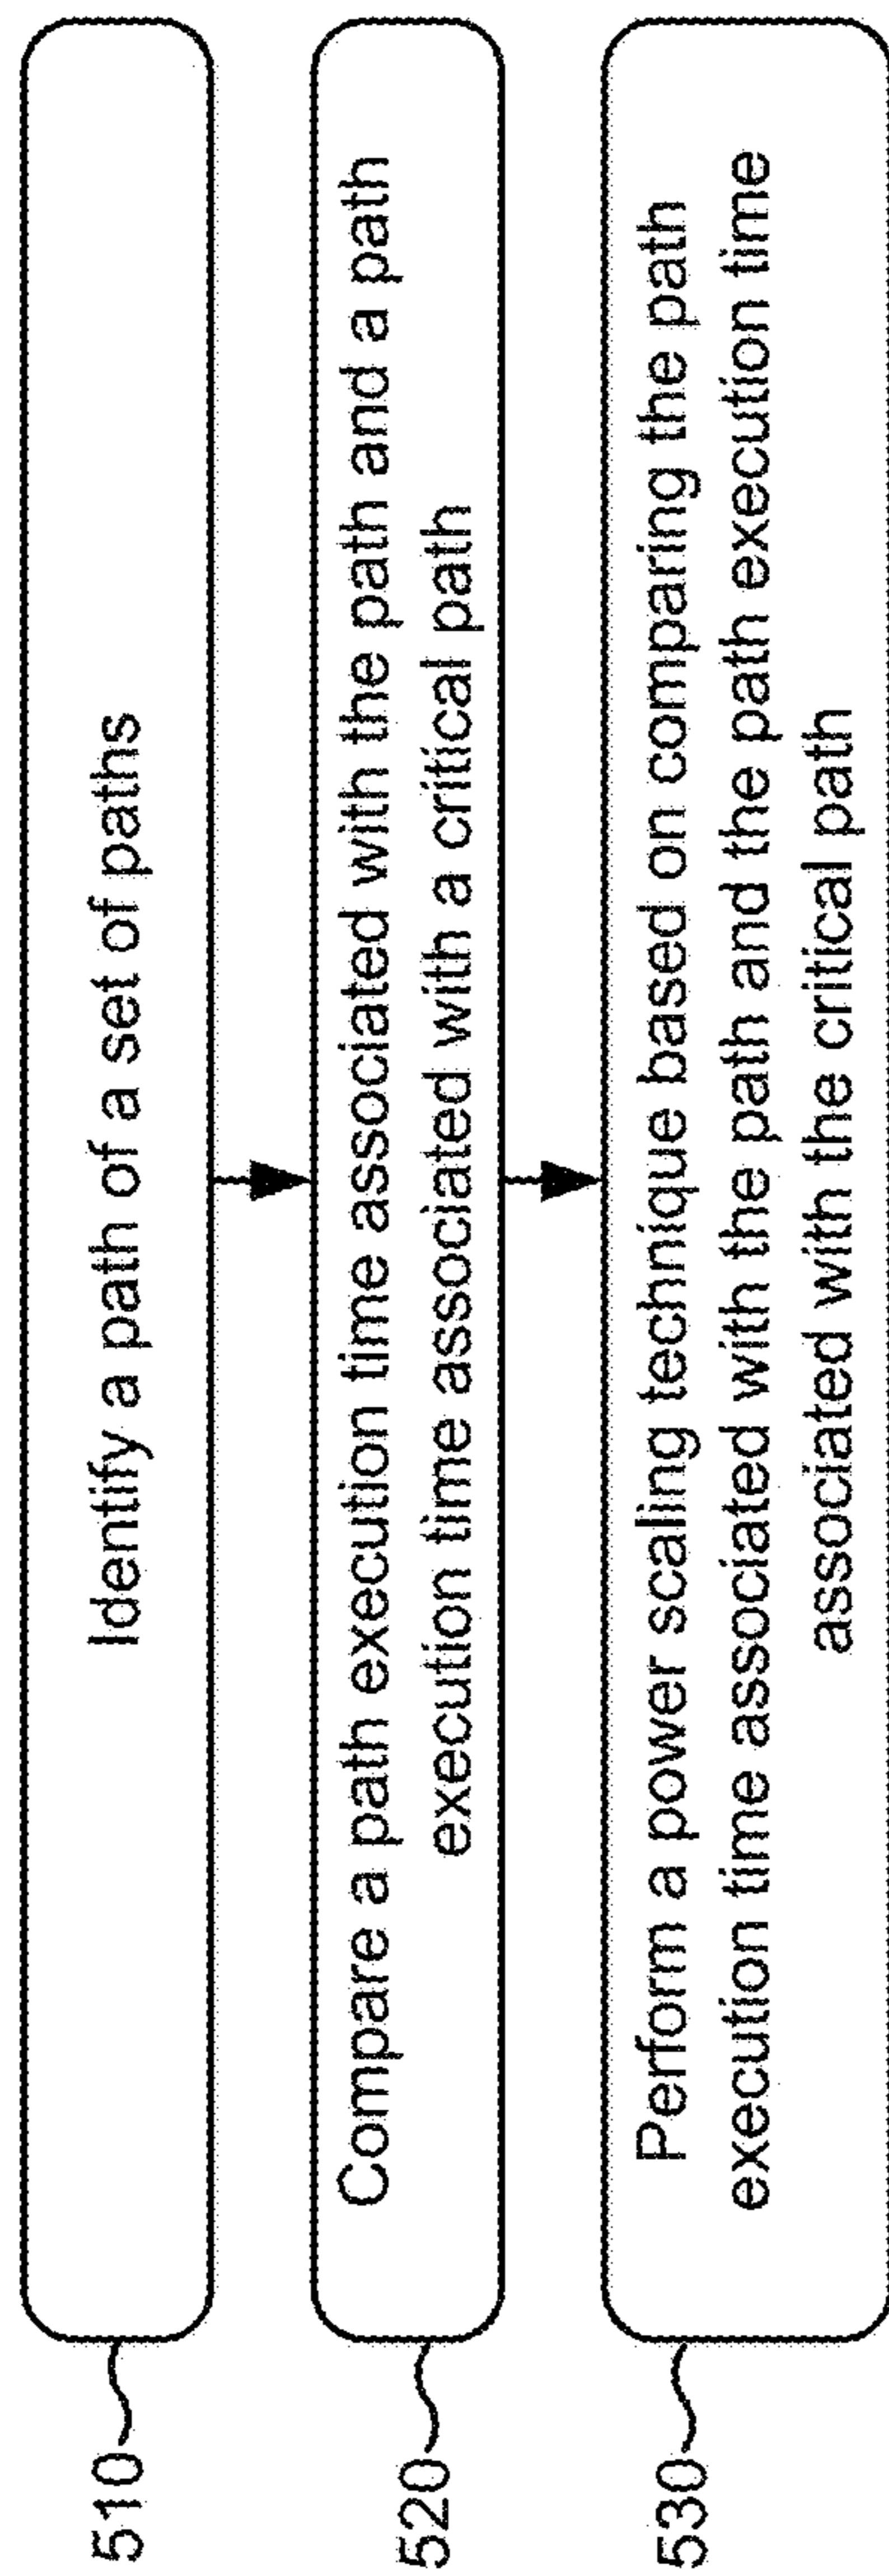 510
Identify a path of a set of paths
520
Compare a path execution time associated with the path and a path
execution time associated with a critical path
530
Perform a power scaling technique based on comparing the path
execution time associated with the path and the path execution time
associated with the critical path